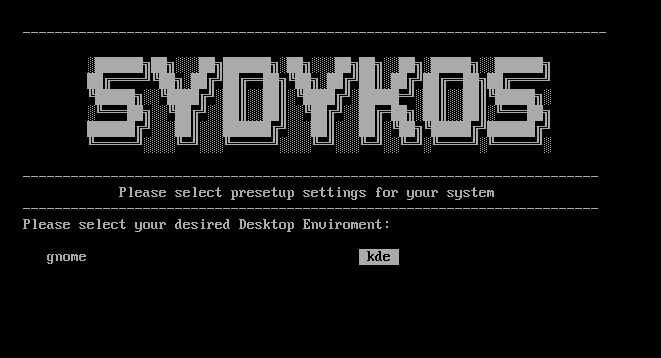 SYDYKOS
Please select presetup settings for your system
Please select your desired Desktop Enviroment:
gnome kde